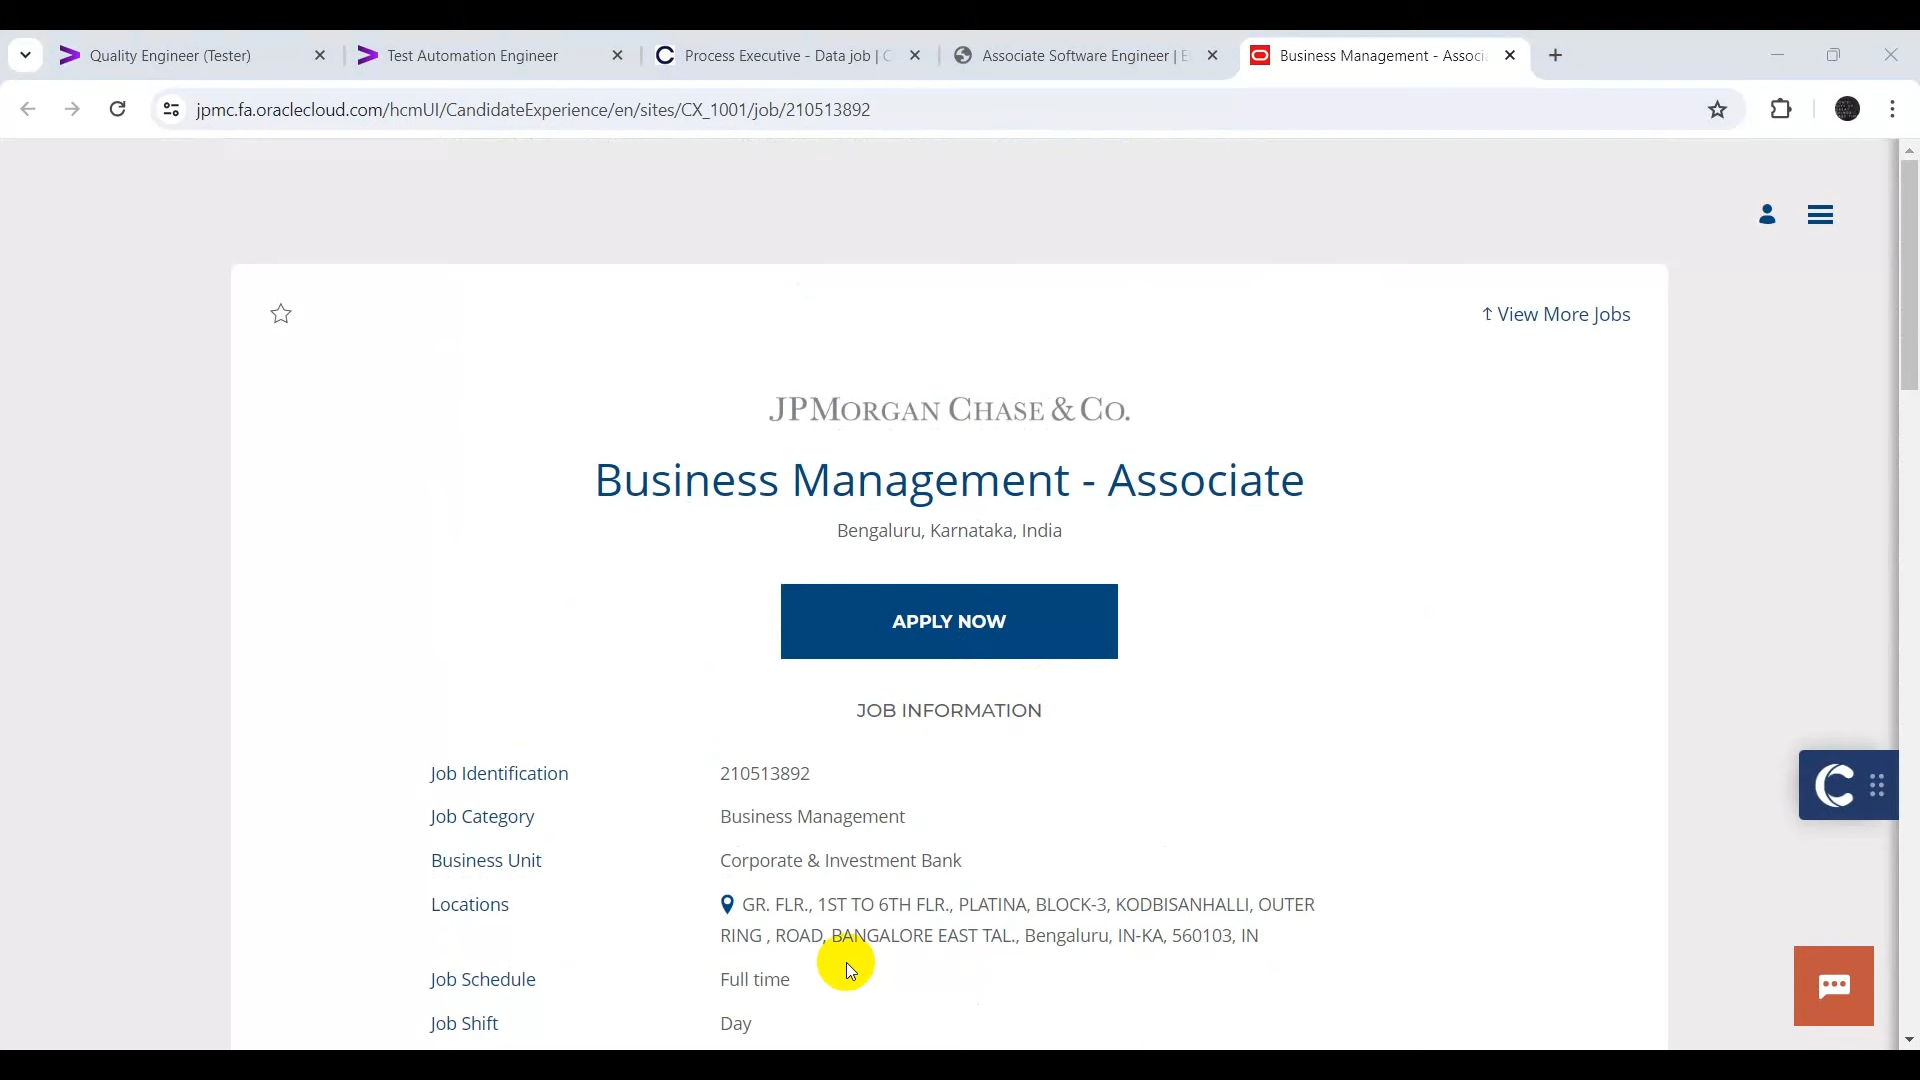 Quality Engineer (Tester)
Test Automation Engineer
Process Executive - Data job | C
Associate Software Engineer | E
Business Management - Associ
jpmc.fa.oraclecloud.com/hcmUI/CandidateExperience/en/sites/CX_1001/job/210513892
↑ View More Jobs
JPMORGAN CHASE & CO.
Business Management - Associate
Bengaluru, Karnataka, India
APPLY NOW
JOB INFORMATION
Job Identification 210513892
Job Category Business Management
Business Unit Corporate & Investment Bank
Locations GR. FLR., 1ST TO 6TH FLR., PLATINA, BLOCK-3, KODBISANHALLI, OUTER
RING , ROAD, BANGALORE EAST TAL., Bengaluru, IN-KA, 560103, IN
Job Schedule Full time
Job Shift Day